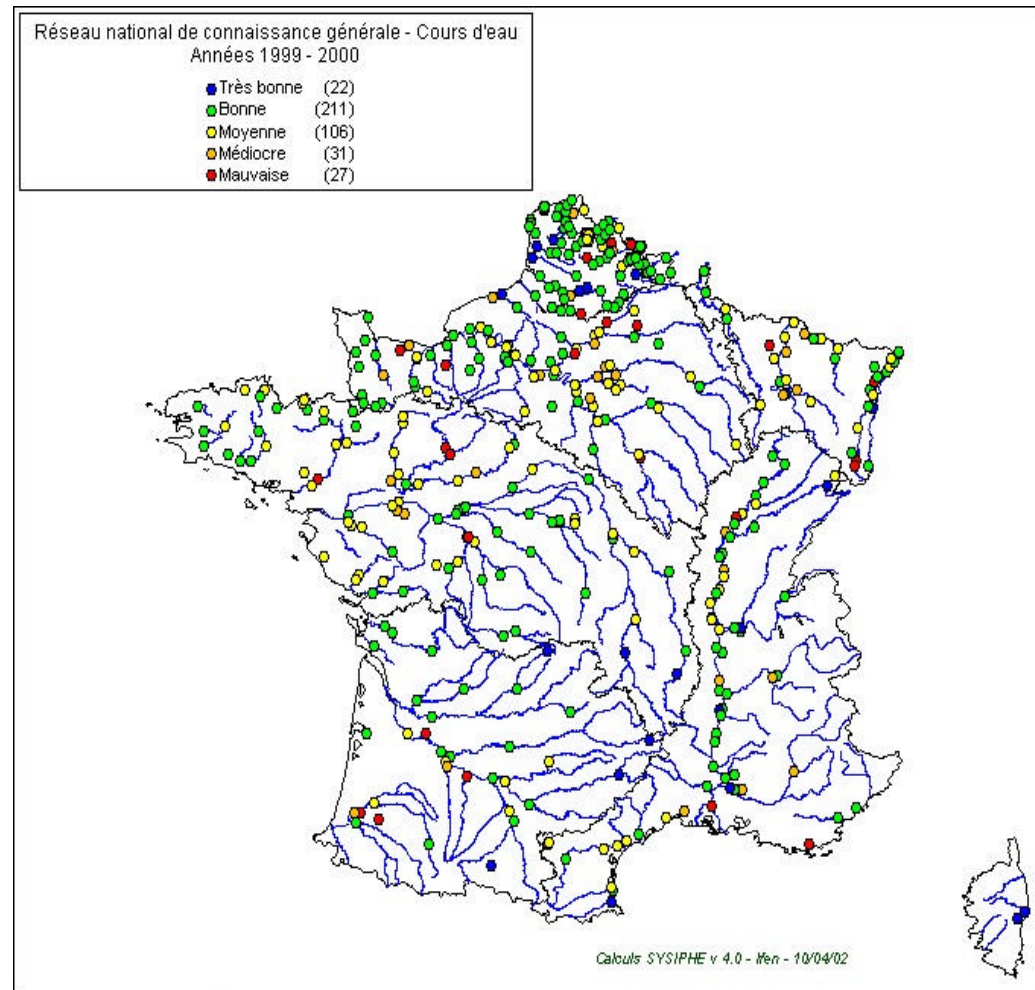 Réseau national de connaissance générale - Cours d'eau
Années 1999 - 2000
Très bonne (22)
Bonne (211)
Moyenne (106)
Médiocre (31)
Mauvaise (27)
Calculs SYSIPHE v 4.0 - Ifen - 10/04/02